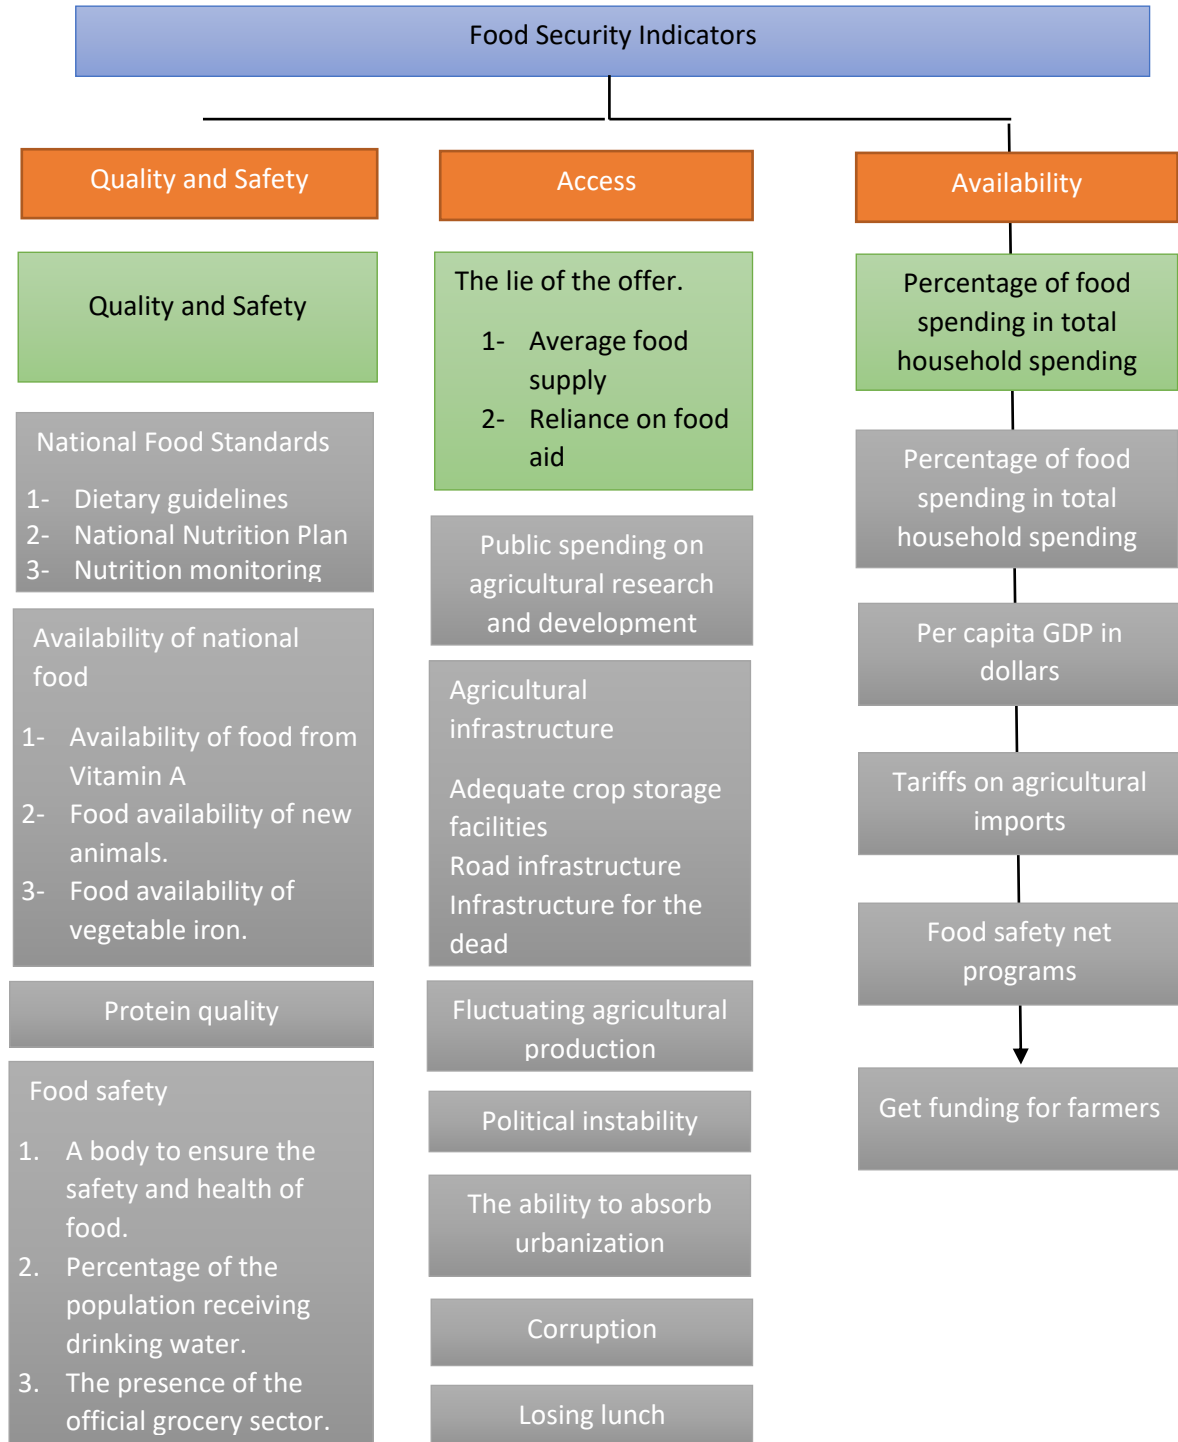 Food Security Indicators
Quality and Safety
Quality and Safety
National Food Standards
1- Dietary guidelines
2- National Nutrition Plan
3- Nutrition monitoring
Availability of national
food
1- Availability of food from
Vitamin A
2- Food availability of new
animals.
3- Food availability of
vegetable iron.
Protein quality
Food safety
1. A body to ensure the
safety and health of
food.
2. Percentage of the
population receiving
drinking water.
3. The presence of the
official grocery sector.
Access
The lie of the offer.
1- Average food
supply
2- Reliance on food
aid
Public spending on
agricultural research
and development
Agricultural
infrastructure
Adequate crop storage
facilities
Road infrastructure
Infrastructure for the
dead
Fluctuating agricultural
production
Political instability
The ability to absorb
urbanization
Corruption
Losing lunch
Availability
Percentage of food
spending in total
household spending
Percentage of food
spending in total
household spending
Per capita GDP in
dollars
Tariffs on agricultural
imports
Food safety net
programs
Get funding for farmers